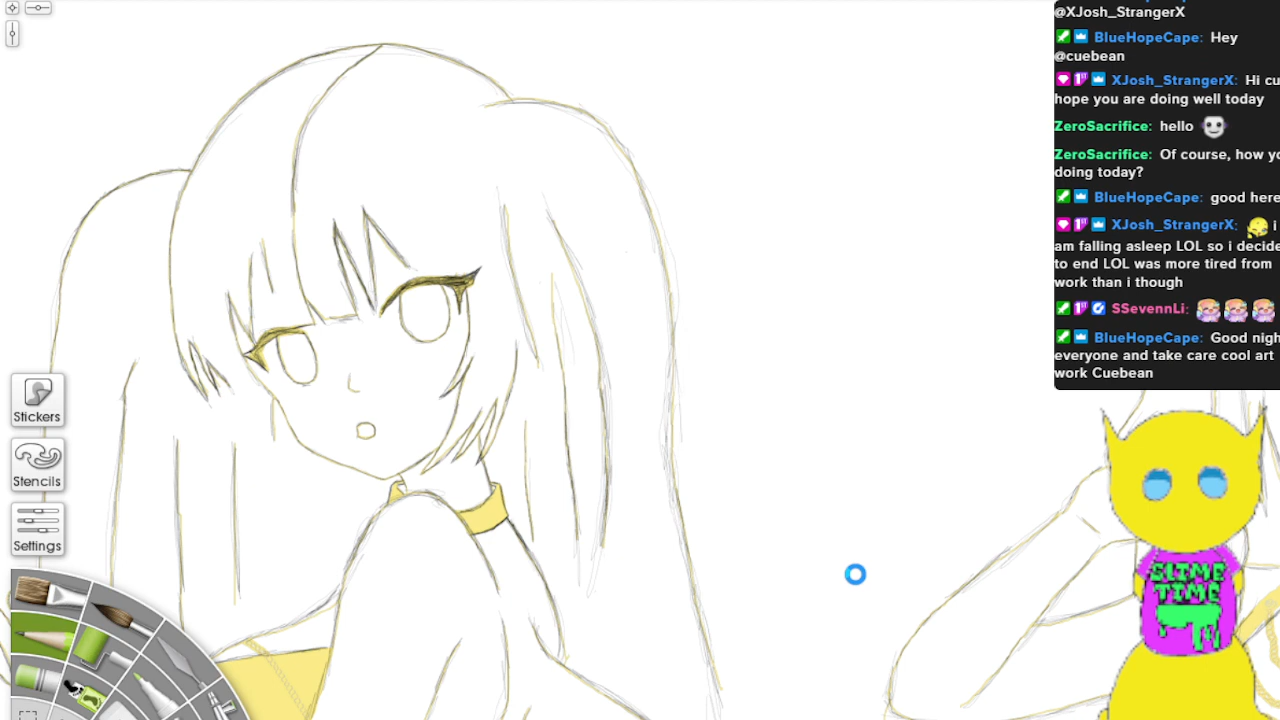 @XJosh_StrangerX
BlueHopeCape: Hey
@cuebean
XJosh_StrangerX: Hi cu
hope you are doing well today
ZeroSacrifice: hello
ZeroSacrifice: Of course, how yo
doing today?
BlueHopeCape: good here
XJosh_StrangerX: i
am falling asleep LOL so i decide
to end LOL was more tired from
work than i though
SSevennLi:
BlueHopeCape: Good nigh
everyone and take care cool art
work Cuebean
Stickers
Stencils
Settings
SLIME
TIME